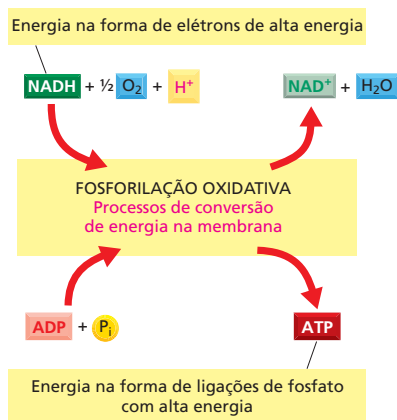 Energia na forma de elétrons de alta energia
NADH + ½ O₂ + H⁺
NAD⁺ + H₂O
FOSFORILAÇÃO OXIDATIVA
Processos de conversão
de energia na membrana
ADP + Pᵢ
ATP
Energia na forma de ligações de fosfato
com alta energia